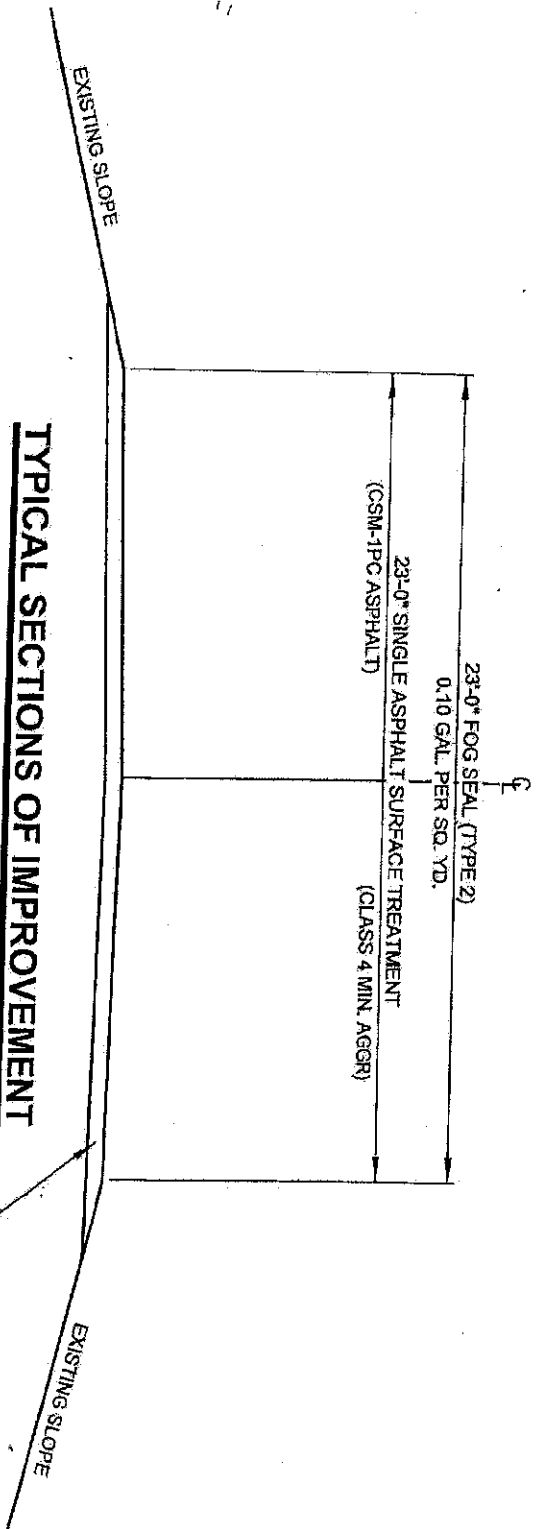 ℄
23'-0" FOG SEAL (TYPE 2)
0.10 GAL. PER SQ. YD.
23'-0" SINGLE ASPHALT SURFACE TREATMENT
(CSM-1PC ASPHALT) (CLASS 4 MIN. AGGR)
EXISTING SLOPE
EXISTING SLOPE
TYPICAL SECTIONS OF IMPROVEMENT